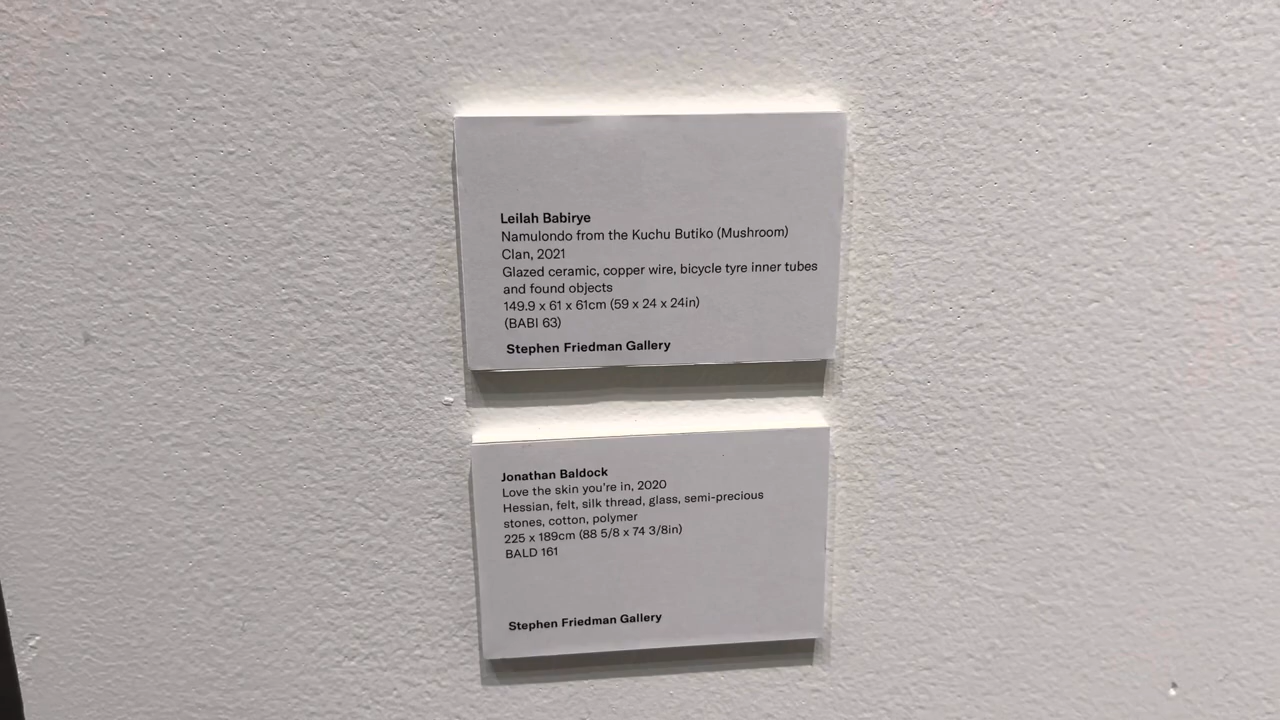 Leilah Babirye
Namulondo from the Kuchu Butiko (Mushroom)
Clan, 2021
Glazed ceramic, copper wire, bicycle tyre inner tubes
and found objects
149.9 x 61 x 61cm (59 x 24 x 24in)
(BABI 63)
Stephen Friedman Gallery
Jonathan Baldock
Love the skin you're in, 2020
Hessian, felt, silk thread, glass, semi-precious
stones, cotton, polymer
225 x 189cm (88 5/8 x 74 3/8in)
BALD 161
Stephen Friedman Gallery